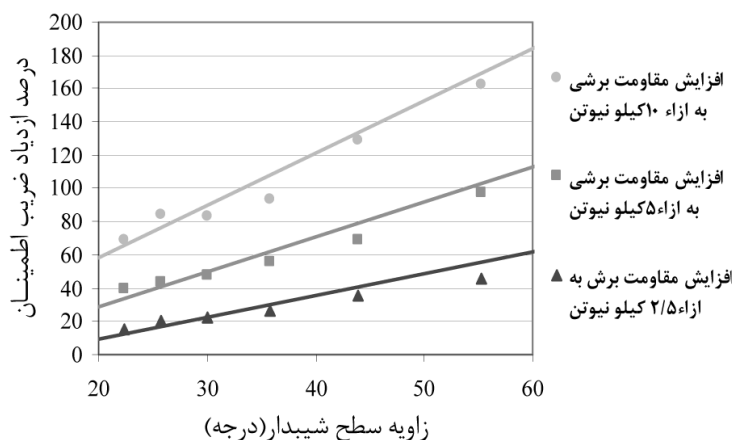 درصد ازدیاد ضریب اطمینـان
200
180
160
140
120
100
80
60
40
20
0
20 30 40 50 60
زاویه سطح شیبدار(درجه)
افزایش مقاومت برشی
به ازاء ۱۰کیلو نیوتن
افزایش مقاومت برشی
به ازاء۵کیلو نیوتن
افزایش مقاومت برش به
ازاء۲/۵ کیلو نیوتن